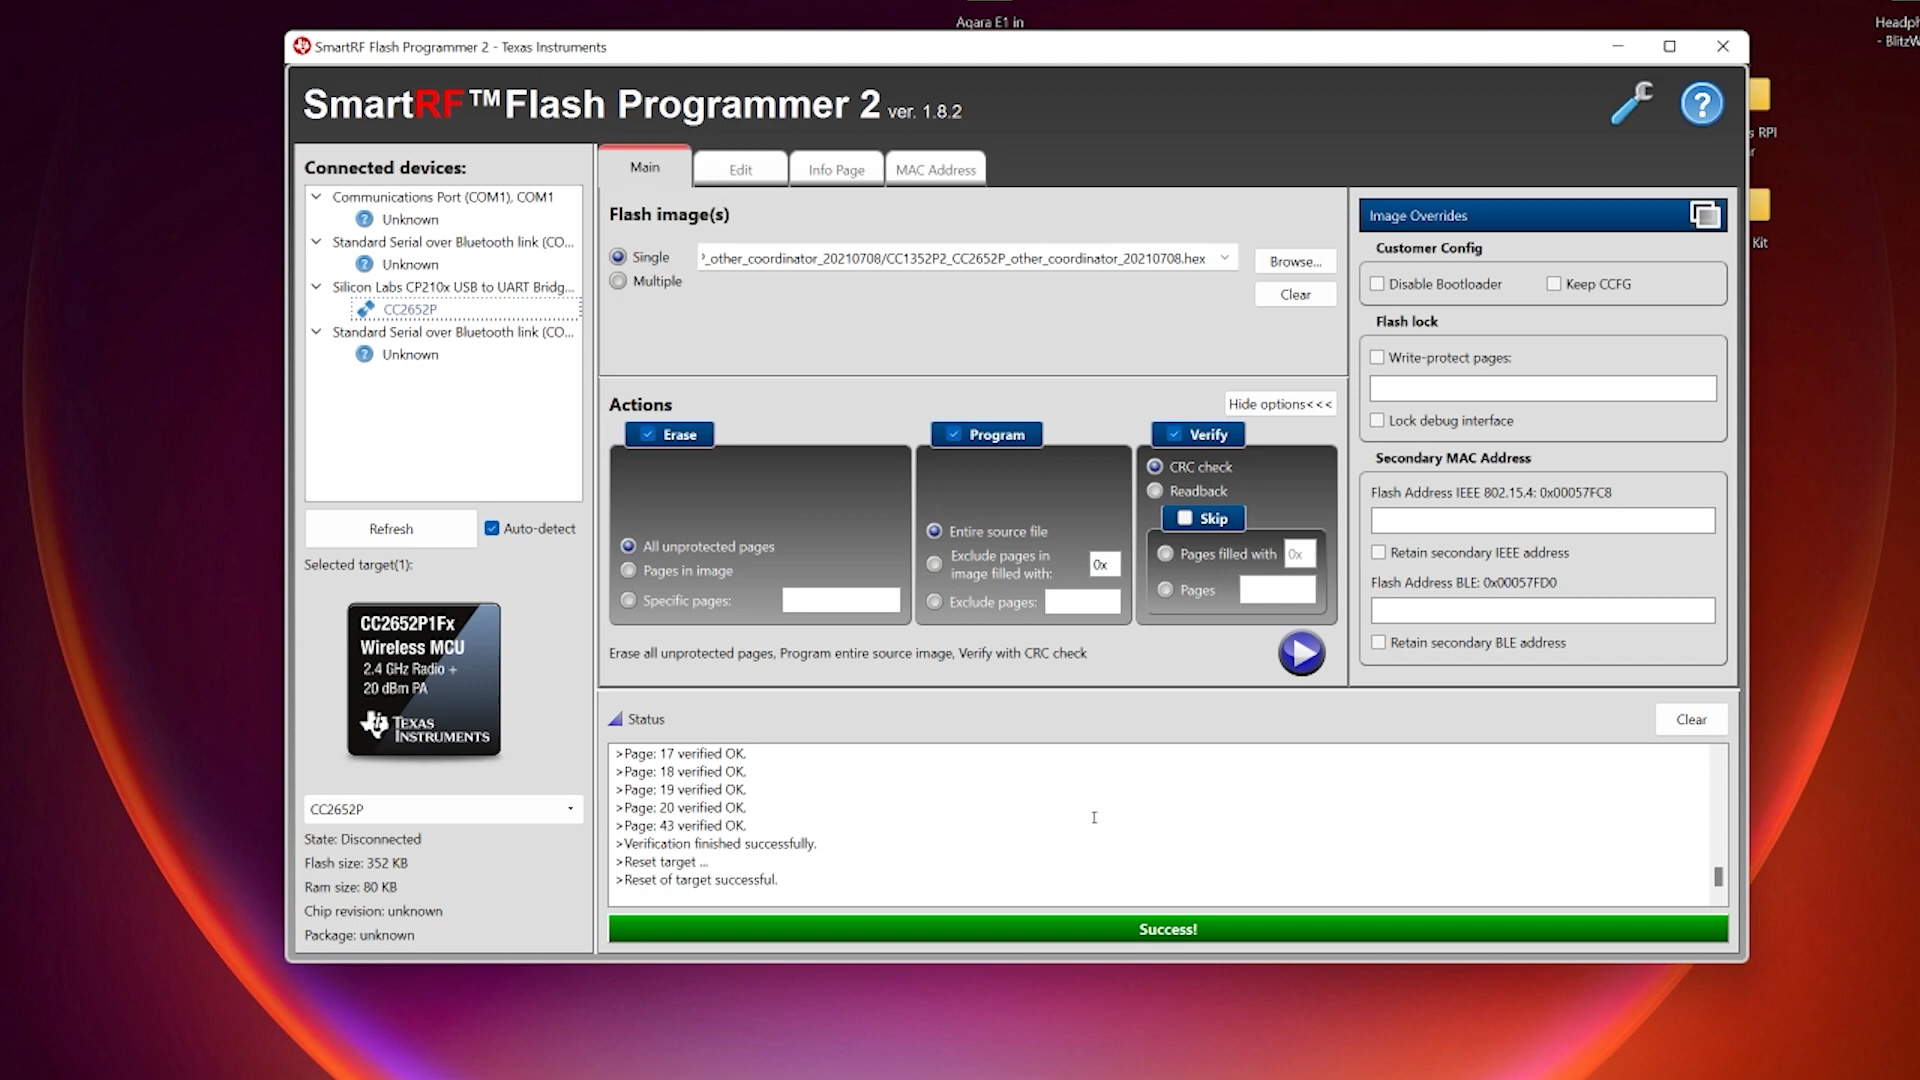 Aqara E1 in
Headph
- BlitzW
SmartRF Flash Programmer 2 - Texas Instruments
SmartRF™Flash Programmer 2 ver. 1.8.2
s RPI
Kit
Connected devices:
Communications Port (COM1), COM1
Unknown
Standard Serial over Bluetooth link (CO...
Unknown
Silicon Labs CP210x USB to UART Bridg...
CC2652P
Standard Serial over Bluetooth link (CO...
Unknown
Refresh
Auto-detect
Selected target(1):
CC2652P1Fx
Wireless MCU
2.4 GHz Radio +
20 dBm PA
TEXAS
INSTRUMENTS
CC2652P
State: Disconnected
Flash size: 352 KB
Ram size: 80 KB
Chip revision: unknown
Package: unknown
Main
Edit
Info Page
MAC Address
Flash image(s)
Single
_other_coordinator_20210708/CC1352P2_CC2652P_other_coordinator_20210708.hex
Browse...
Multiple
Clear
Actions
Hide options<<<
Erase
All unprotected pages
Pages in image
Specific pages:
Program
Entire source file
Exclude pages in
image filled with:
0x
Exclude pages:
Verify
CRC check
Readback
Skip
Pages filled with
0x
Pages
Erase all unprotected pages, Program entire source image, Verify with CRC check
Image Overrides
Customer Config
Disable Bootloader
Keep CCFG
Flash lock
Write-protect pages:
Lock debug interface
Secondary MAC Address
Flash Address IEEE 802.15.4: 0x00057FC8
Retain secondary IEEE address
Flash Address BLE: 0x00057FD0
Retain secondary BLE address
Status
Clear
>Page: 17 verified OK.
>Page: 18 verified OK.
>Page: 19 verified OK.
>Page: 20 verified OK.
>Page: 43 verified OK.
>Verification finished successfully.
>Reset target ...
>Reset of target successful.
Success!